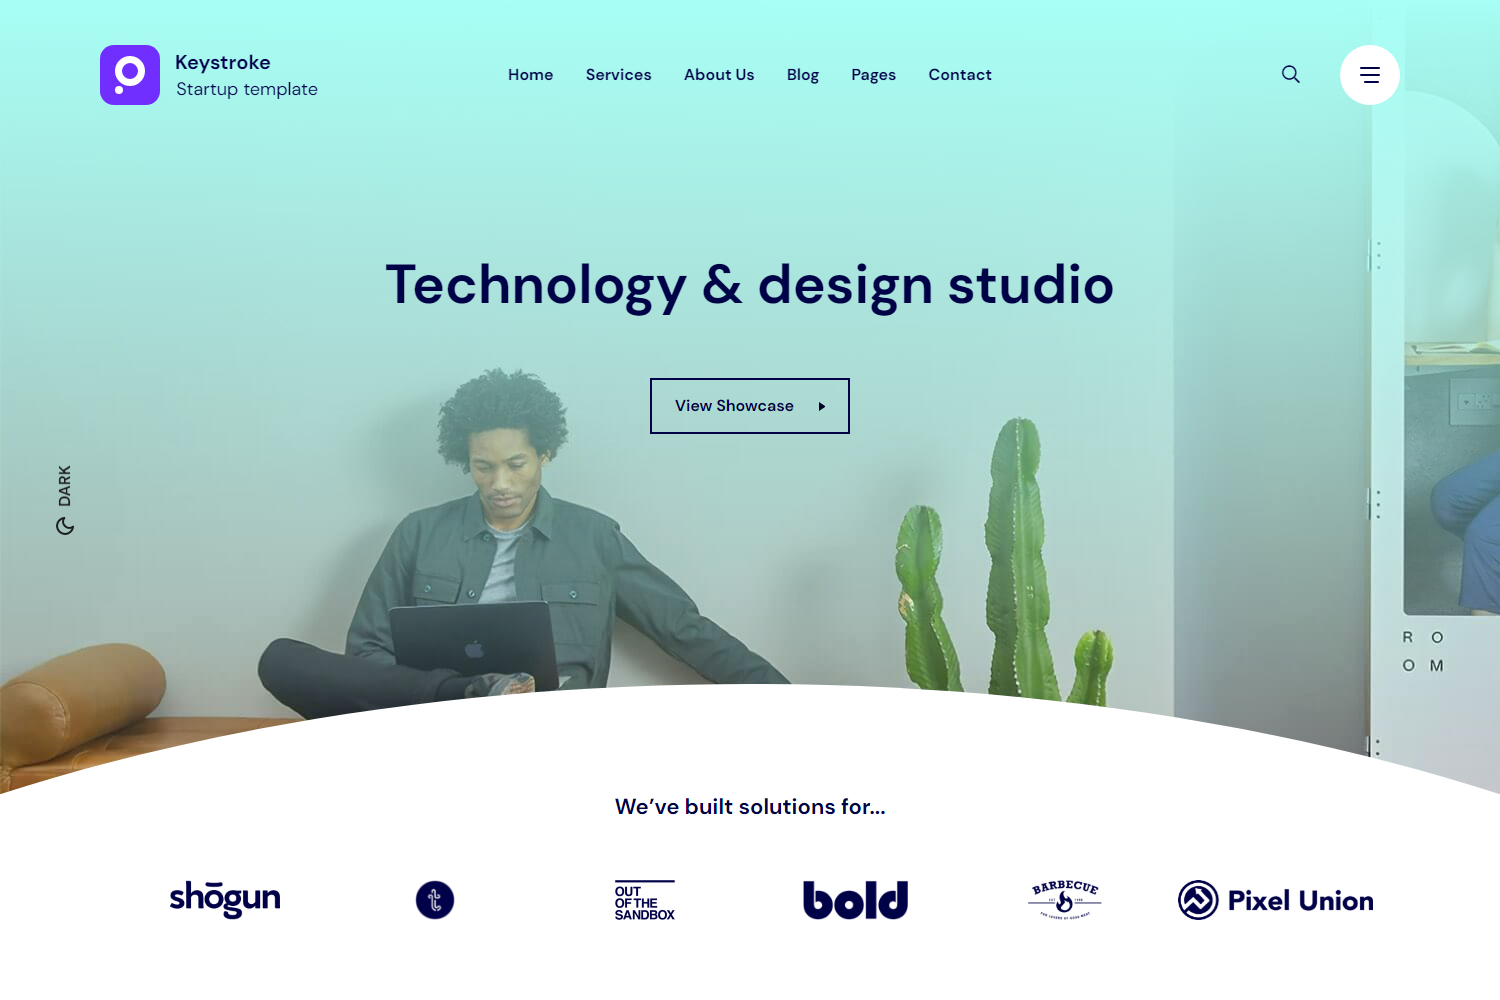 Keystroke
Startup template
Home Services About Us Blog Pages Contact
Technology & design studio
View Showcase
DARK
R O
O M
We’ve built solutions for...
shōgun
t
OUT
OF THE
SANDBOX
bold
BARBECUE
Pixel Union